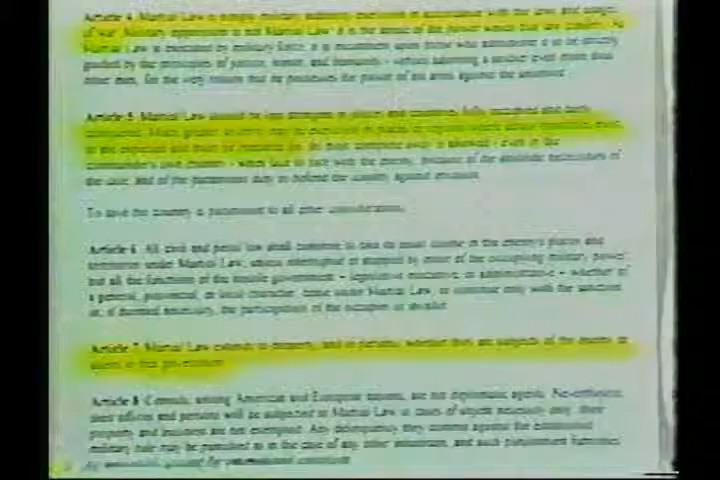 Article 4. Martial Law is simply military authority exercised in accordance with the laws and usages
of war. Military oppression is not Martial Law: it is the abuse of the power which that law confers. As
Martial Law is executed by military force, it is incumbent upon those who administer it to be strictly
guided by the principles of justice, honor, and humanity - virtues adorning a soldier even more than
other men, for the very reason that he possesses the power of his arms against the unarmed.
Article 5. Martial Law should be less stringent in places and countries fully occupied and fairly
conquered. Much greater severity may be exercised in places or regions where actual hostilities exist,
or are expected and must be prepared for. Its most complete sway is allowed - even in the
commander's own country - when face to face with the enemy, because of the absolute necessities of
the case, and of the paramount duty to defend the country against invasion.
To save the country is paramount to all other considerations.
Article 6. All civil and penal law shall continue to take its usual course in the enemy's places and
territories under Martial Law, unless interrupted or stopped by order of the occupying military power;
but all the functions of the hostile government - legislative executive, or administrative - whether of
a general, provincial, or local character, cease under Martial Law, or continue only with the sanction
or, if deemed necessary, the participation of the occupier or invader.
Article 7. Martial Law extends to property, and to persons, whether they are subjects of the enemy or
aliens to that government.
Article 8. Consuls, among American and European nations, are not diplomatic agents. Nevertheless,
their offices and persons will be subjected to Martial Law in cases of urgent necessity only: their
property and business are not exempted. Any delinquency they commit against the established
military rule may be punished as in the case of any other inhabitant, and such punishment furnishes
no reasonable ground for international complaint.